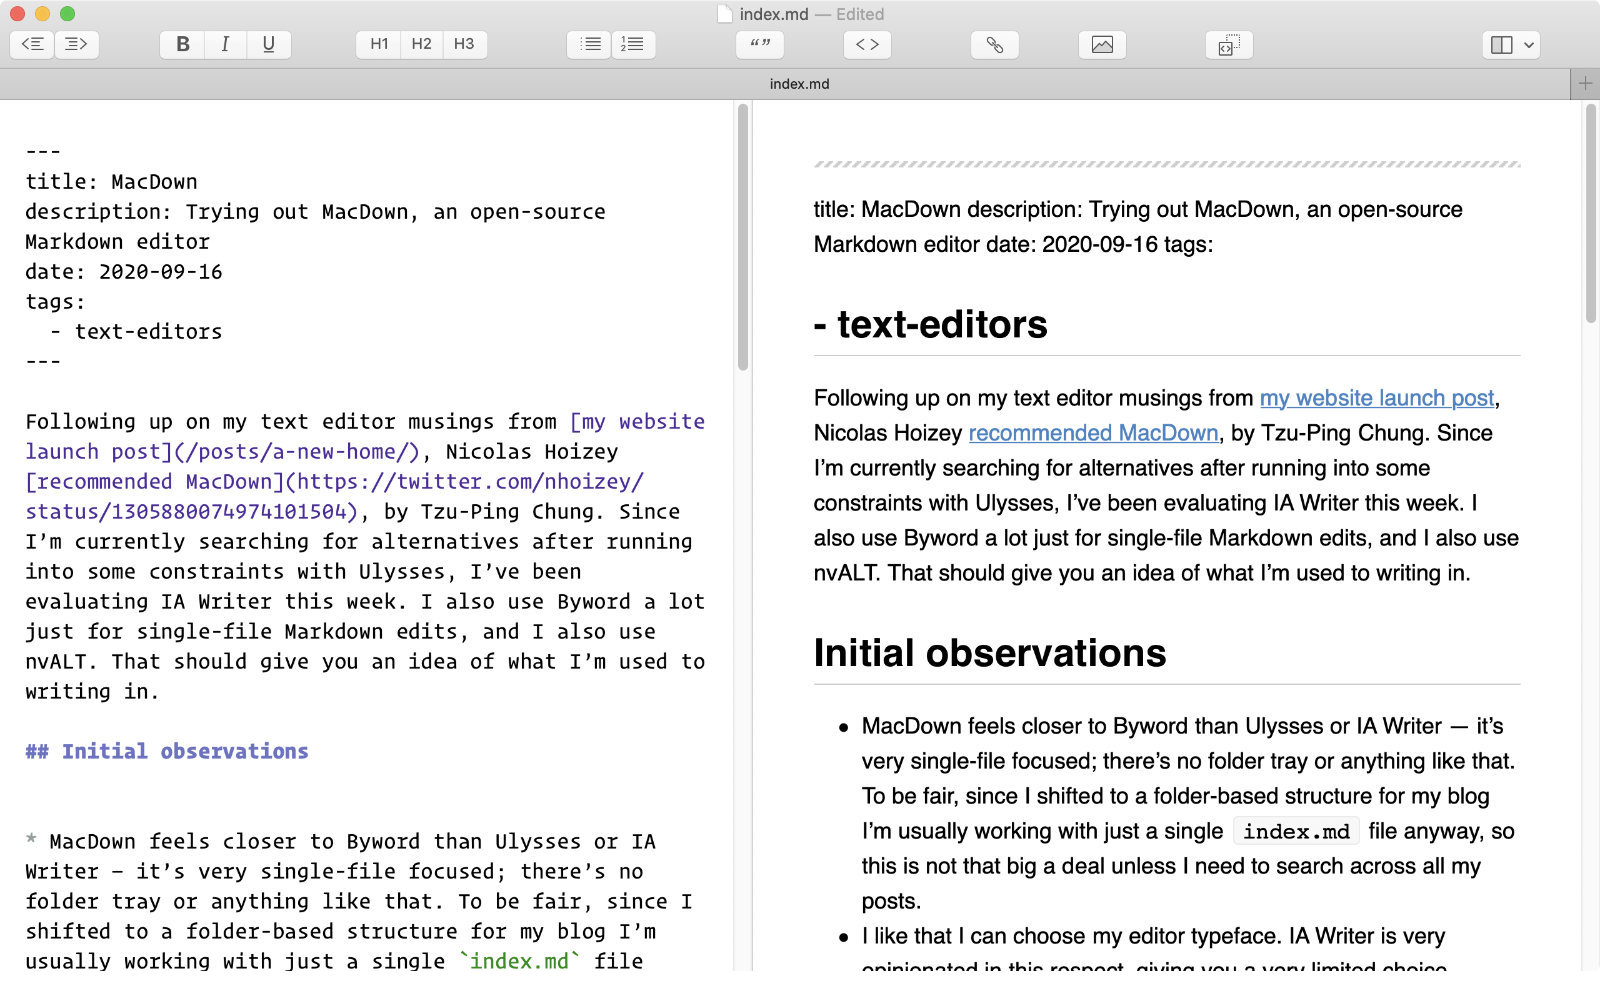 index.md — Edited
B I U H1 H2 H3 “” <>
index.md
---
title: MacDown
description: Trying out MacDown, an open-source
Markdown editor
date: 2020-09-16
tags:
  - text-editors
---
Following up on my text editor musings from [my website
launch post](/posts/a-new-home/), Nicolas Hoizey
[recommended MacDown](https://twitter.com/nhoizey/
status/1305880074974101504), by Tzu-Ping Chung. Since
I’m currently searching for alternatives after running
into some constraints with Ulysses, I’ve been
evaluating IA Writer this week. I also use Byword a lot
just for single-file Markdown edits, and I also use
nvALT. That should give you an idea of what I’m used to
writing in.
## Initial observations
* MacDown feels closer to Byword than Ulysses or IA
Writer — it’s very single-file focused; there’s no
folder tray or anything like that. To be fair, since I
shifted to a folder-based structure for my blog I’m
usually working with just a single `index.md` file
title: MacDown description: Trying out MacDown, an open-source
Markdown editor date: 2020-09-16 tags:
- text-editors
Following up on my text editor musings from my website launch post,
Nicolas Hoizey recommended MacDown, by Tzu-Ping Chung. Since
I’m currently searching for alternatives after running into some
constraints with Ulysses, I’ve been evaluating IA Writer this week. I
also use Byword a lot just for single-file Markdown edits, and I also use
nvALT. That should give you an idea of what I’m used to writing in.
Initial observations
• MacDown feels closer to Byword than Ulysses or IA Writer — it’s
very single-file focused; there’s no folder tray or anything like that.
To be fair, since I shifted to a folder-based structure for my blog
I’m usually working with just a single index.md file anyway, so
this is not that big a deal unless I need to search across all my
posts.
• I like that I can choose my editor typeface. IA Writer is very
opinionated in this respect, giving you a very limited choice